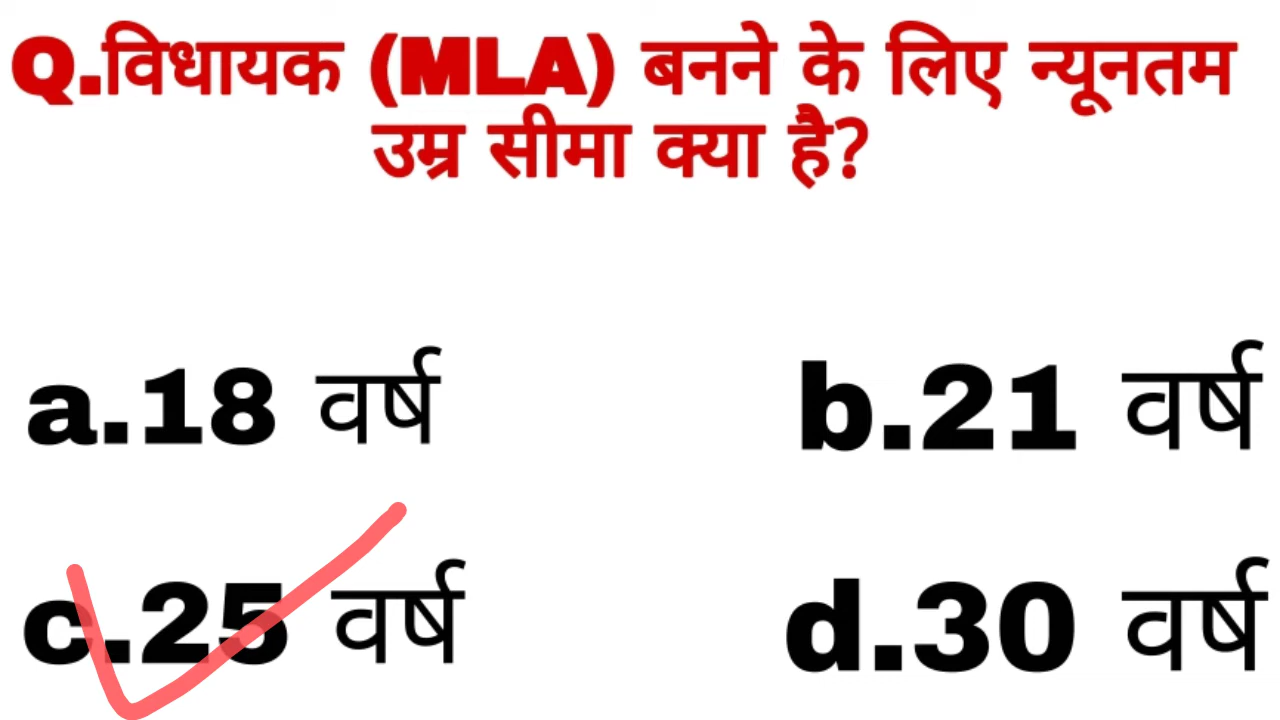 Q.विधायक (MLA) बनने के लिए न्यूनतम
उम्र सीमा क्या है?
a.18 वर्ष
b.21 वर्ष
c.25 वर्ष
d.30 वर्ष